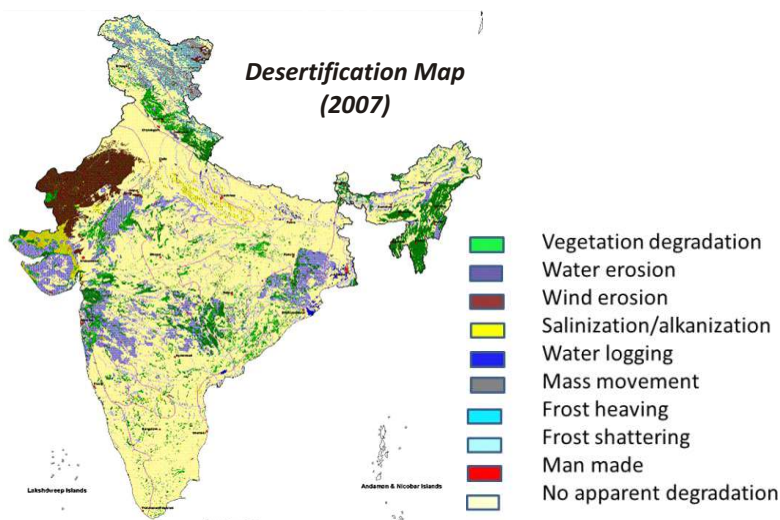 Desertification Map
(2007)
Vegetation degradation
Water erosion
Wind erosion
Salinization/alkanization
Water logging
Mass movement
Frost heaving
Frost shattering
Man made
No apparent degradation
Lakshdweep Islands
Andamon & Nicobar Islands